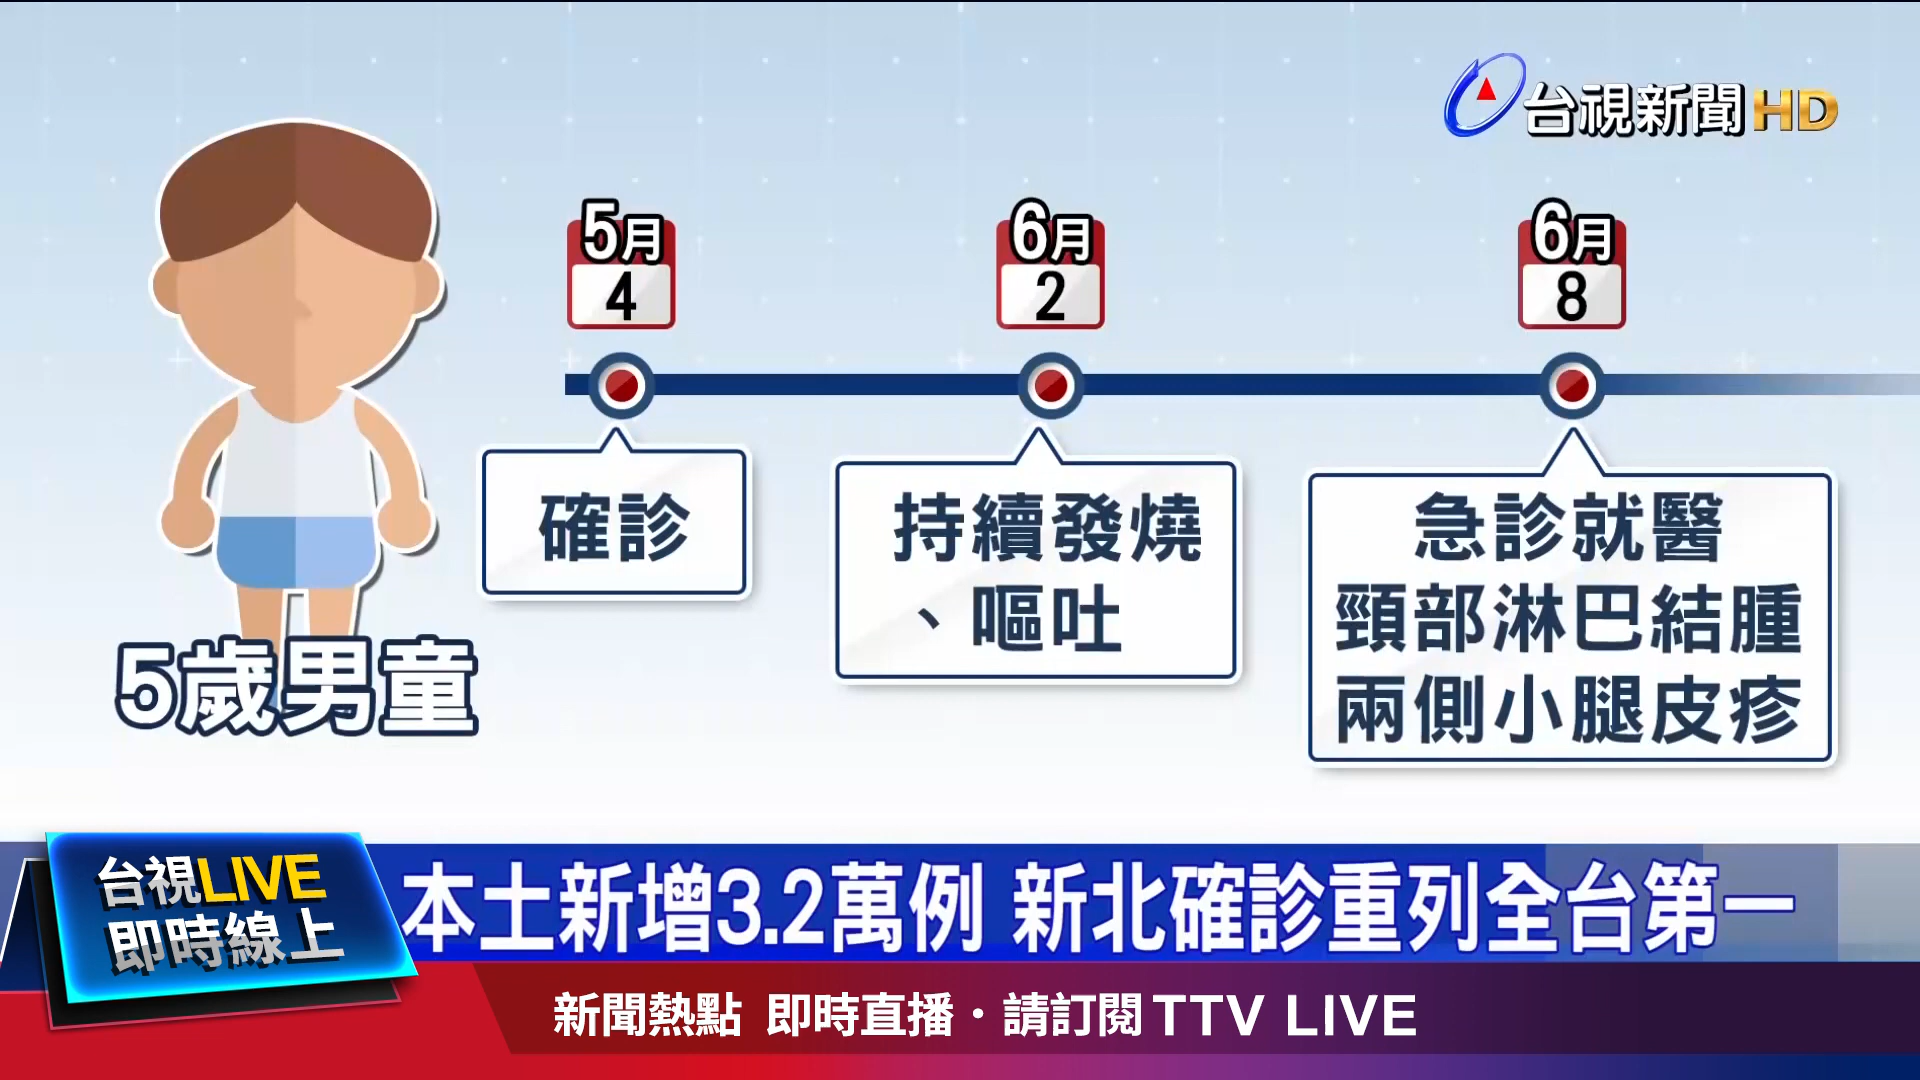 台視新聞HD
5月
4
6月
2
6月
8
確診
持續發燒
、嘔吐
急診就醫
頸部淋巴結腫
兩側小腿皮疹
5歲男童
台視LIVE
即時線上
本土新增3.2萬例 新北確診重列全台第一
新聞熱點 即時直播・請訂閱TTV LIVE